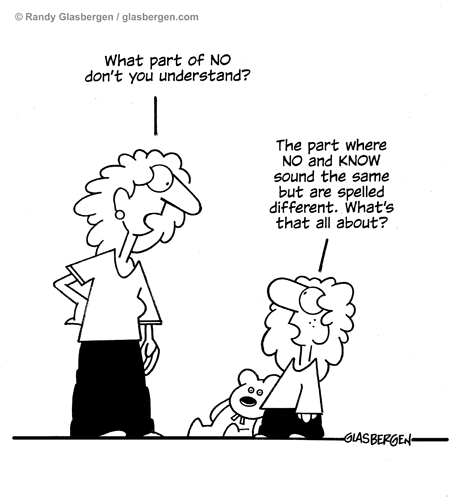 © Randy Glasbergen / glasbergen.com
What part of NO
don't you understand?
The part where
NO and KNOW
sound the same
but are spelled
different. What's
that all about?
GLASBERGEN